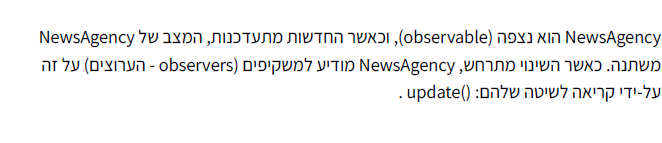 NewsAgency הוא נצפה (observable), וכאשר החדשות מתעדכנות, המצב של NewsAgency
משתנה. כאשר השינוי מתרחש, NewsAgency מודיע למשקיפים (observers - הערוצים) על זה
על-ידי קריאה לשיטה שלהם: update() .